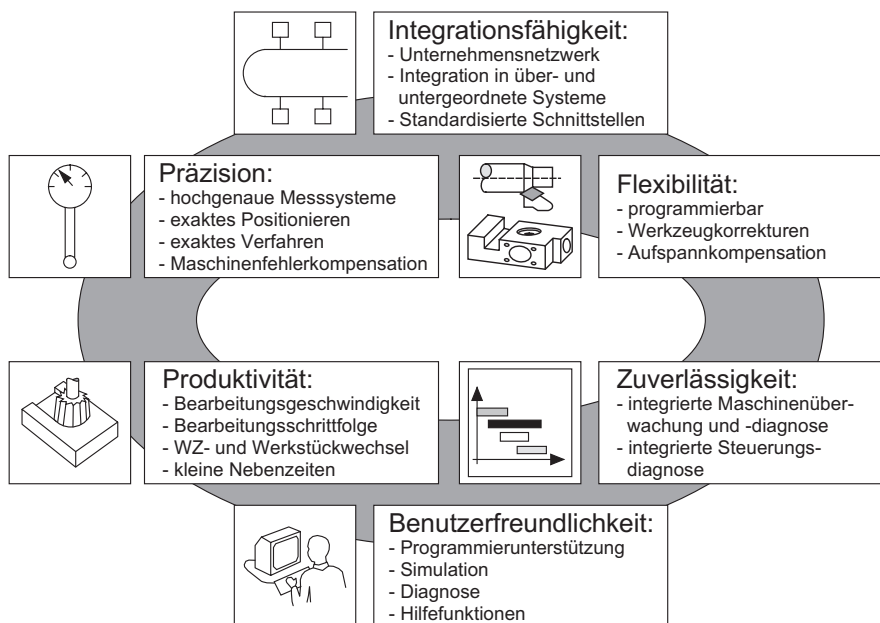 Integrationsfähigkeit:
- Unternehmensnetzwerk
- Integration in über- und
untergeordnete Systeme
- Standardisierte Schnittstellen
Präzision:
- hochgenaue Messsysteme
- exaktes Positionieren
- exaktes Verfahren
- Maschinenfehlerkompensation
Flexibilität:
- programmierbar
- Werkzeugkorrekturen
- Aufspannkompensation
Produktivität:
- Bearbeitungsgeschwindigkeit
- Bearbeitungsschrittfolge
- WZ- und Werkstückwechsel
- kleine Nebenzeiten
Zuverlässigkeit:
- integrierte Maschinenüber-
wachung und -diagnose
- integrierte Steuerungs-
diagnose
Benutzerfreundlichkeit:
- Programmierunterstützung
- Simulation
- Diagnose
- Hilfefunktionen